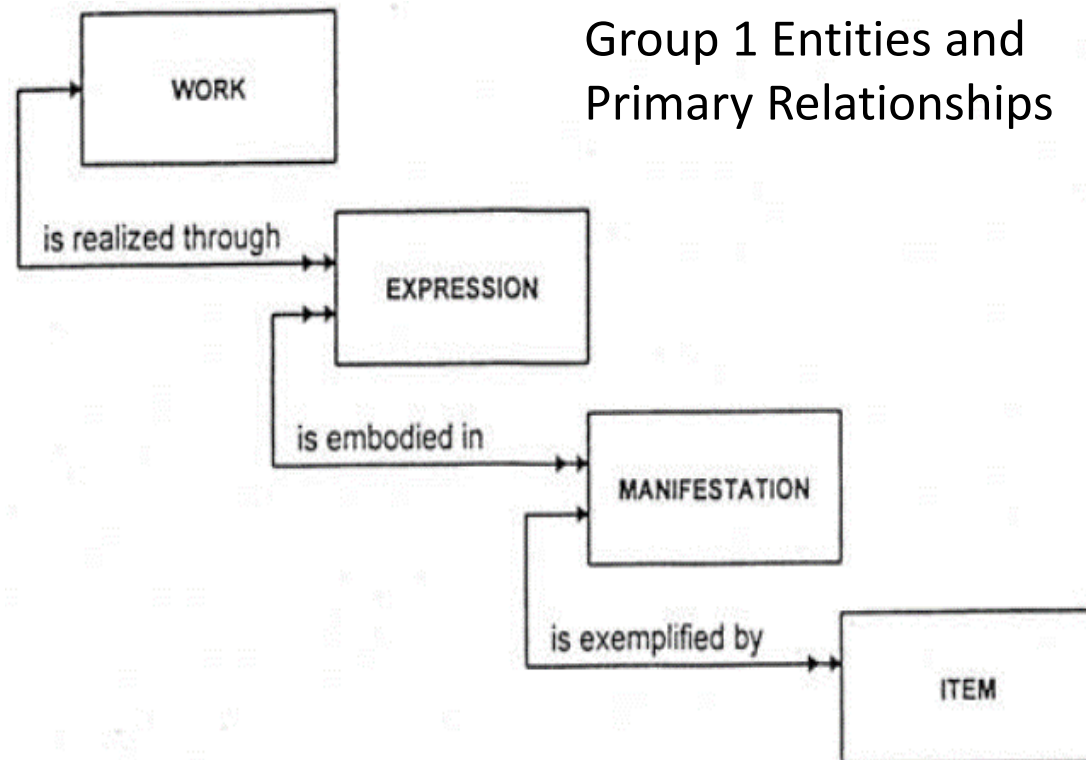 Group 1 Entities and
Primary Relationships
WORK
is realized through
EXPRESSION
is embodied in
MANIFESTATION
is exemplified by
ITEM